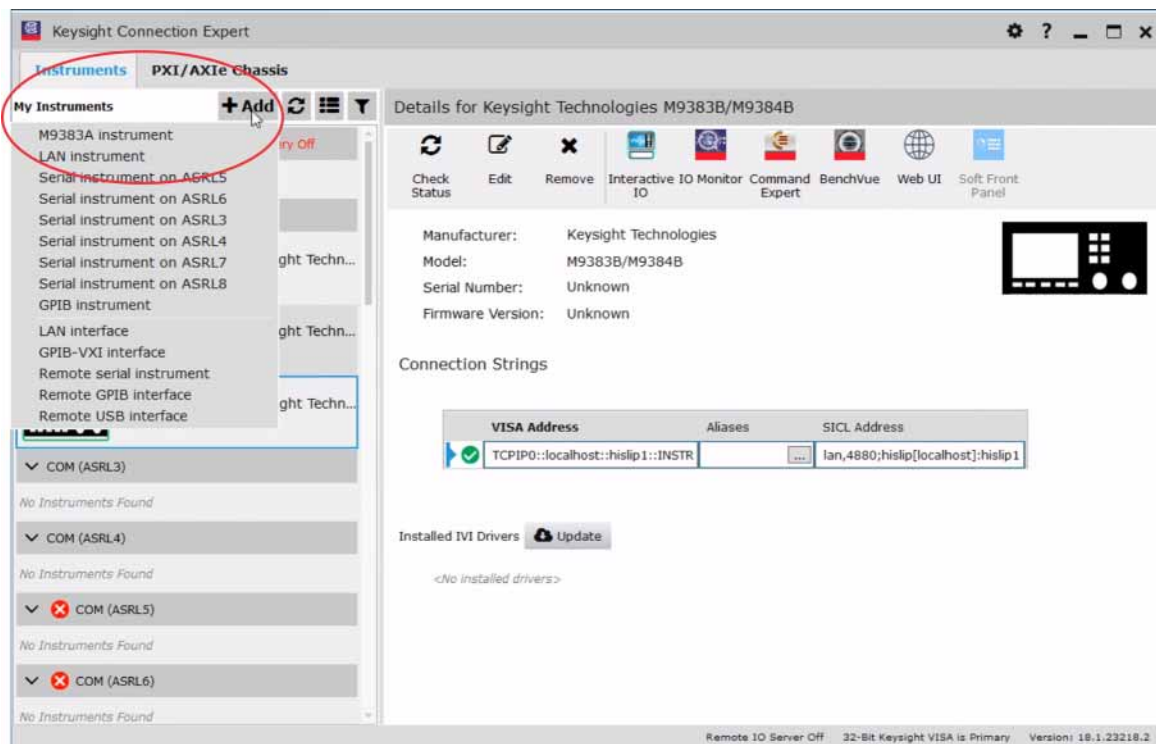 Keysight Connection Expert
?
Instruments PXI/AXIe Chassis
My Instruments
+ Add
M9383A instrument
LAN instrument
Serial instrument on ASRL5
Serial instrument on ASRL6
Serial instrument on ASRL3
Serial instrument on ASRL4
Serial instrument on ASRL7
Serial instrument on ASRL8
GPIB instrument
LAN interface
GPIB-VXI interface
Remote serial instrument
Remote GPIB interface
Remote USB interface
Off
ght Techn...
ght Techn...
ght Techn...
COM (ASRL3)
No Instruments Found
COM (ASRL4)
No Instruments Found
COM (ASRL5)
No Instruments Found
COM (ASRL6)
No Instruments Found
Details for Keysight Technologies M9383B/M9384B
Check Status
Edit
Remove
Interactive IO
IO Monitor
Command Expert
BenchVue
Web UI
Soft Front Panel
Manufacturer: Keysight Technologies
Model: M9383B/M9384B
Serial Number: Unknown
Firmware Version: Unknown
Connection Strings
VISA Address Aliases SICL Address
TCPIP0::localhost::hislip1::INSTR ... lan,4880;hislip[localhost]:hislip1
Installed IVI Drivers Update
<No installed drivers>
Remote IO Server Off 32-Bit Keysight VISA is Primary Version: 18.1.23218.2